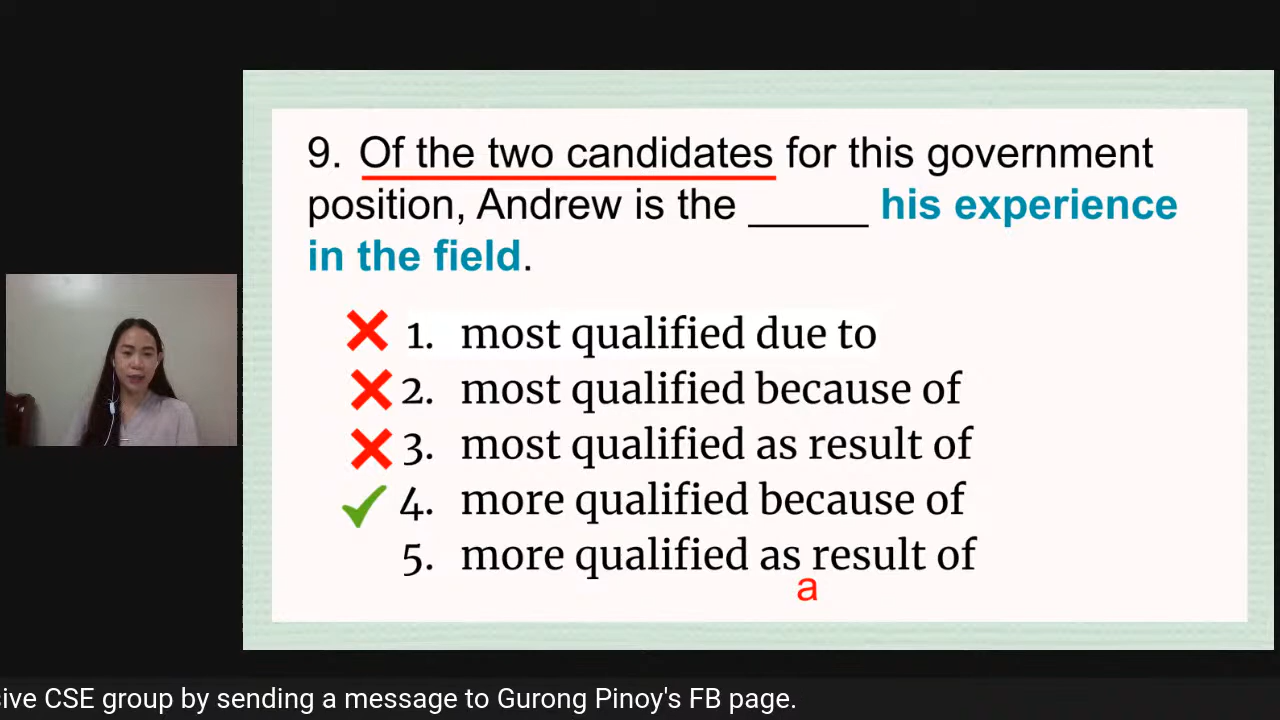 9. Of the two candidates for this government
position, Andrew is the ______ his experience
in the field.
1. most qualified due to
2. most qualified because of
3. most qualified as result of
4. more qualified because of
5. more qualified as result of
a
CSE group by sending a message to Gurong Pinoy's FB page.